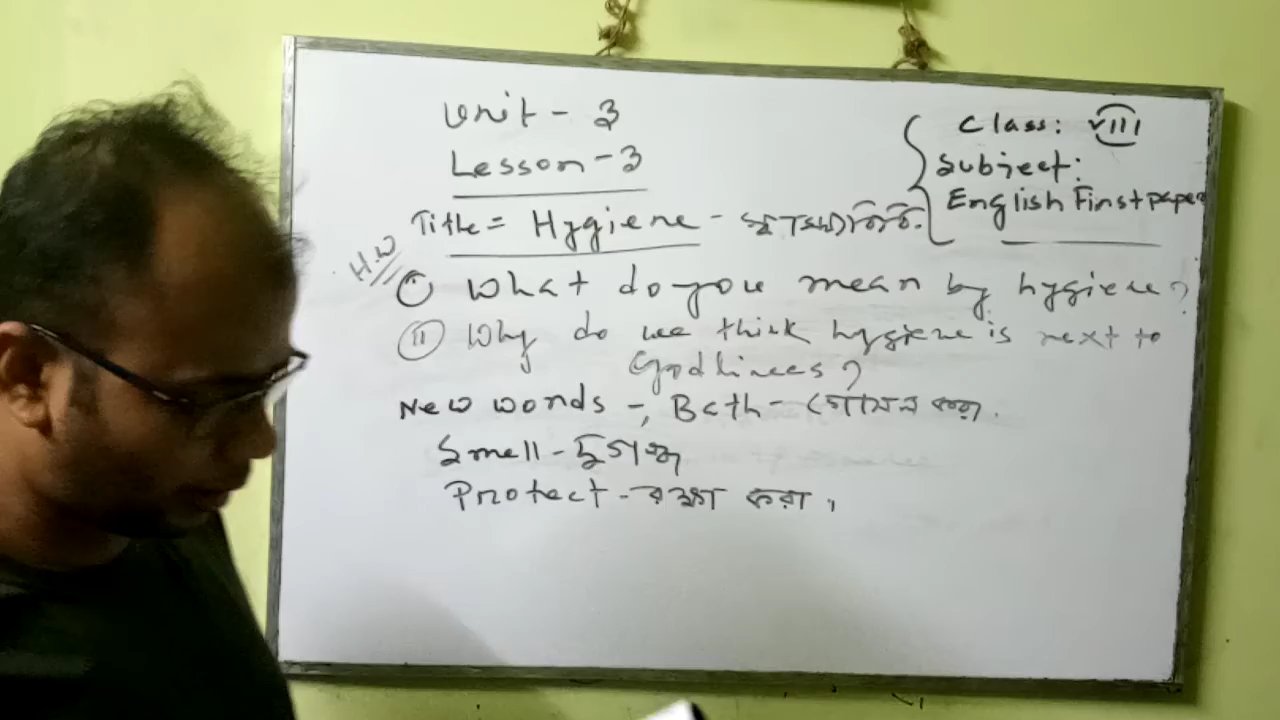 Unit - 3
Lesson - 3
Class: VIII
Subject:
English First paper
Title = Hygiene - স্বাস্থ্যবিধি.
H.W
i What do you mean by hygiene?
ii Why do we think hygiene is next to
Godliness?
New words -, Bath - গোসল করা.
Smell - দুর্গন্ধ
Protect - রক্ষা করা,